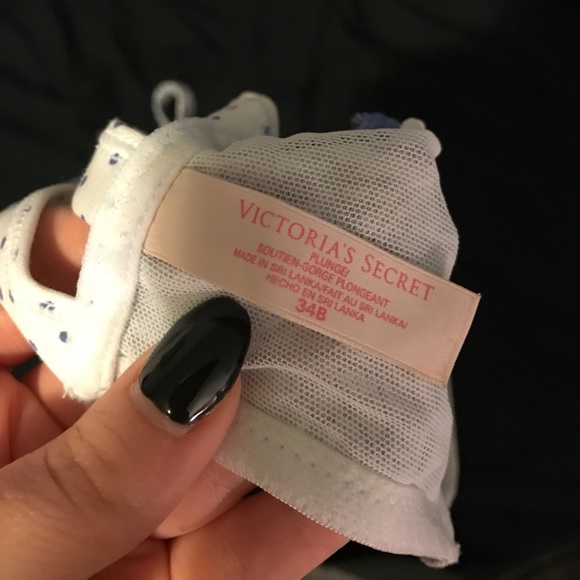 VICTORIA'S SECRET
PLUNGE/
SOUTIEN-GORGE PLONGEANT
MADE IN SRI LANKA/FAIT AU SRI LANKA/
HECHO EN SRI LANKA
34B